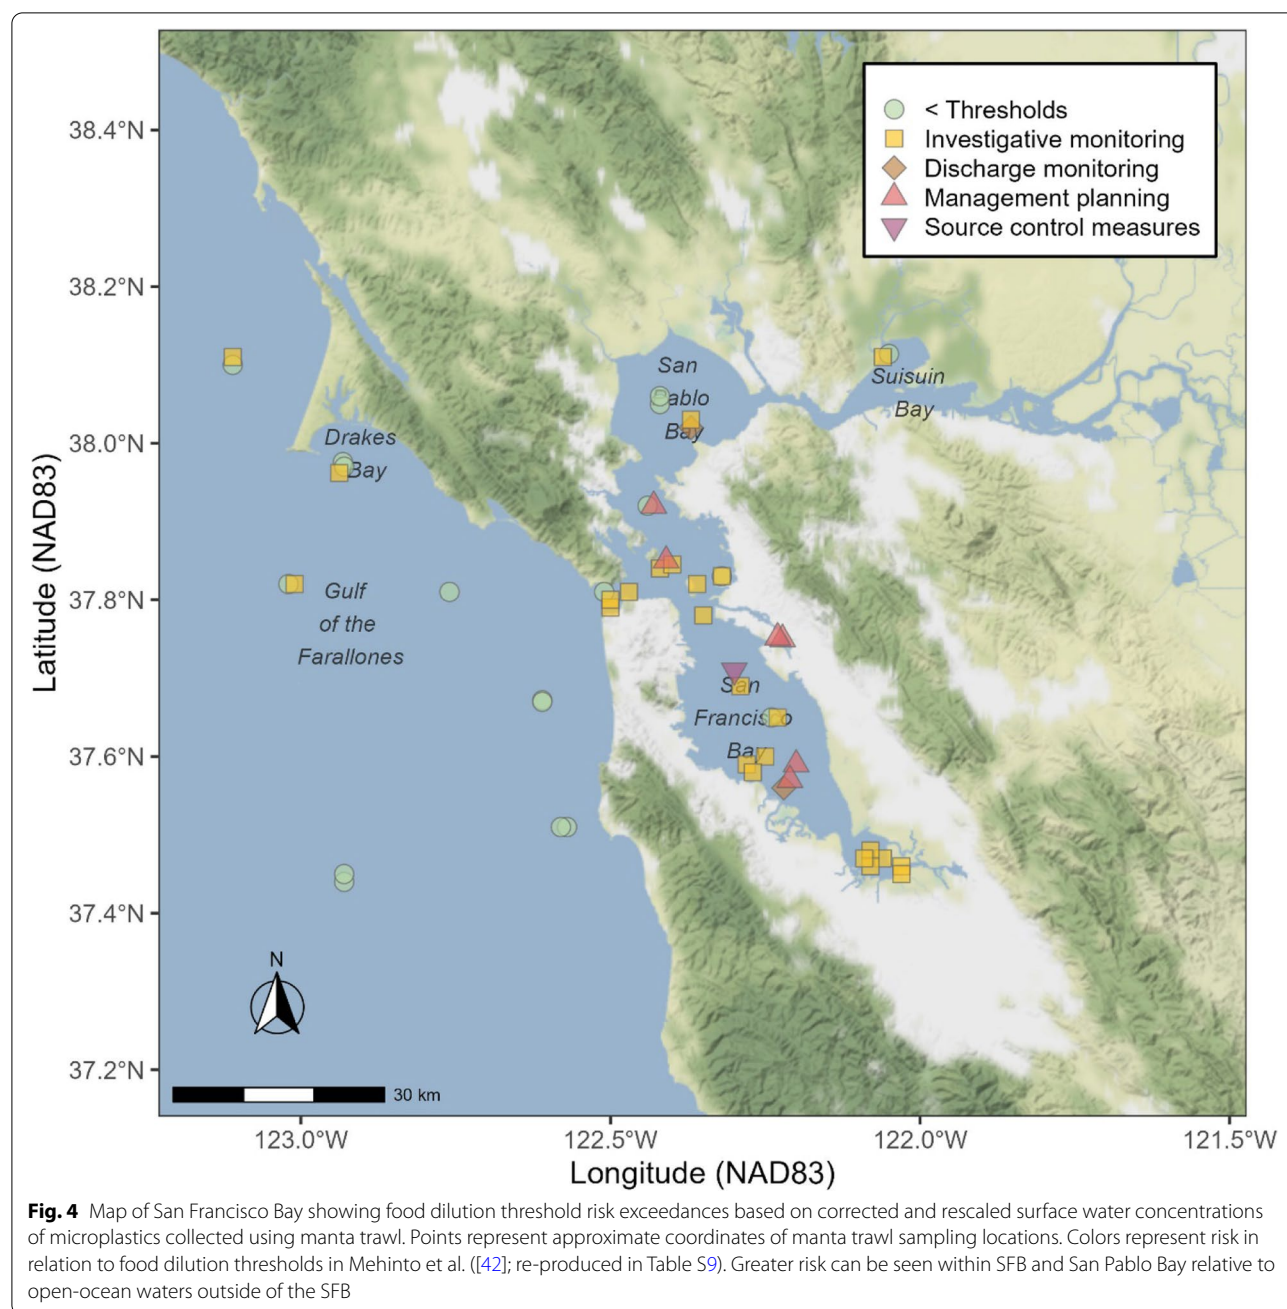 < Thresholds
Investigative monitoring
Discharge monitoring
Management planning
Source control measures
38.4°N
38.2°N
38.0°N
37.8°N
37.6°N
37.4°N
37.2°N
Latitude (NAD83)
San
Pablo
Bay
Suisuin
Bay
Drakes
Bay
Gulf
of the
Farallones
San
Francisco
Bay
N
30 km
123.0°W
122.5°W
122.0°W
121.5°W
Longitude (NAD83)
Fig. 4 Map of San Francisco Bay showing food dilution threshold risk exceedances based on corrected and rescaled surface water concentrations
of microplastics collected using manta trawl. Points represent approximate coordinates of manta trawl sampling locations. Colors represent risk in
relation to food dilution thresholds in Mehinto et al. ([42]; re-produced in Table S9). Greater risk can be seen within SFB and San Pablo Bay relative to
open-ocean waters outside of the SFB